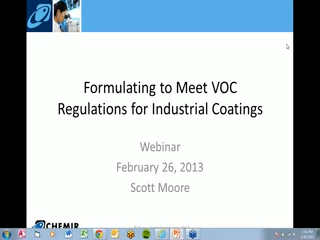 Formulating to Meet VOC
Regulations for Industrial Coatings
Webinar
February 26, 2013
Scott Moore
CHEMIR